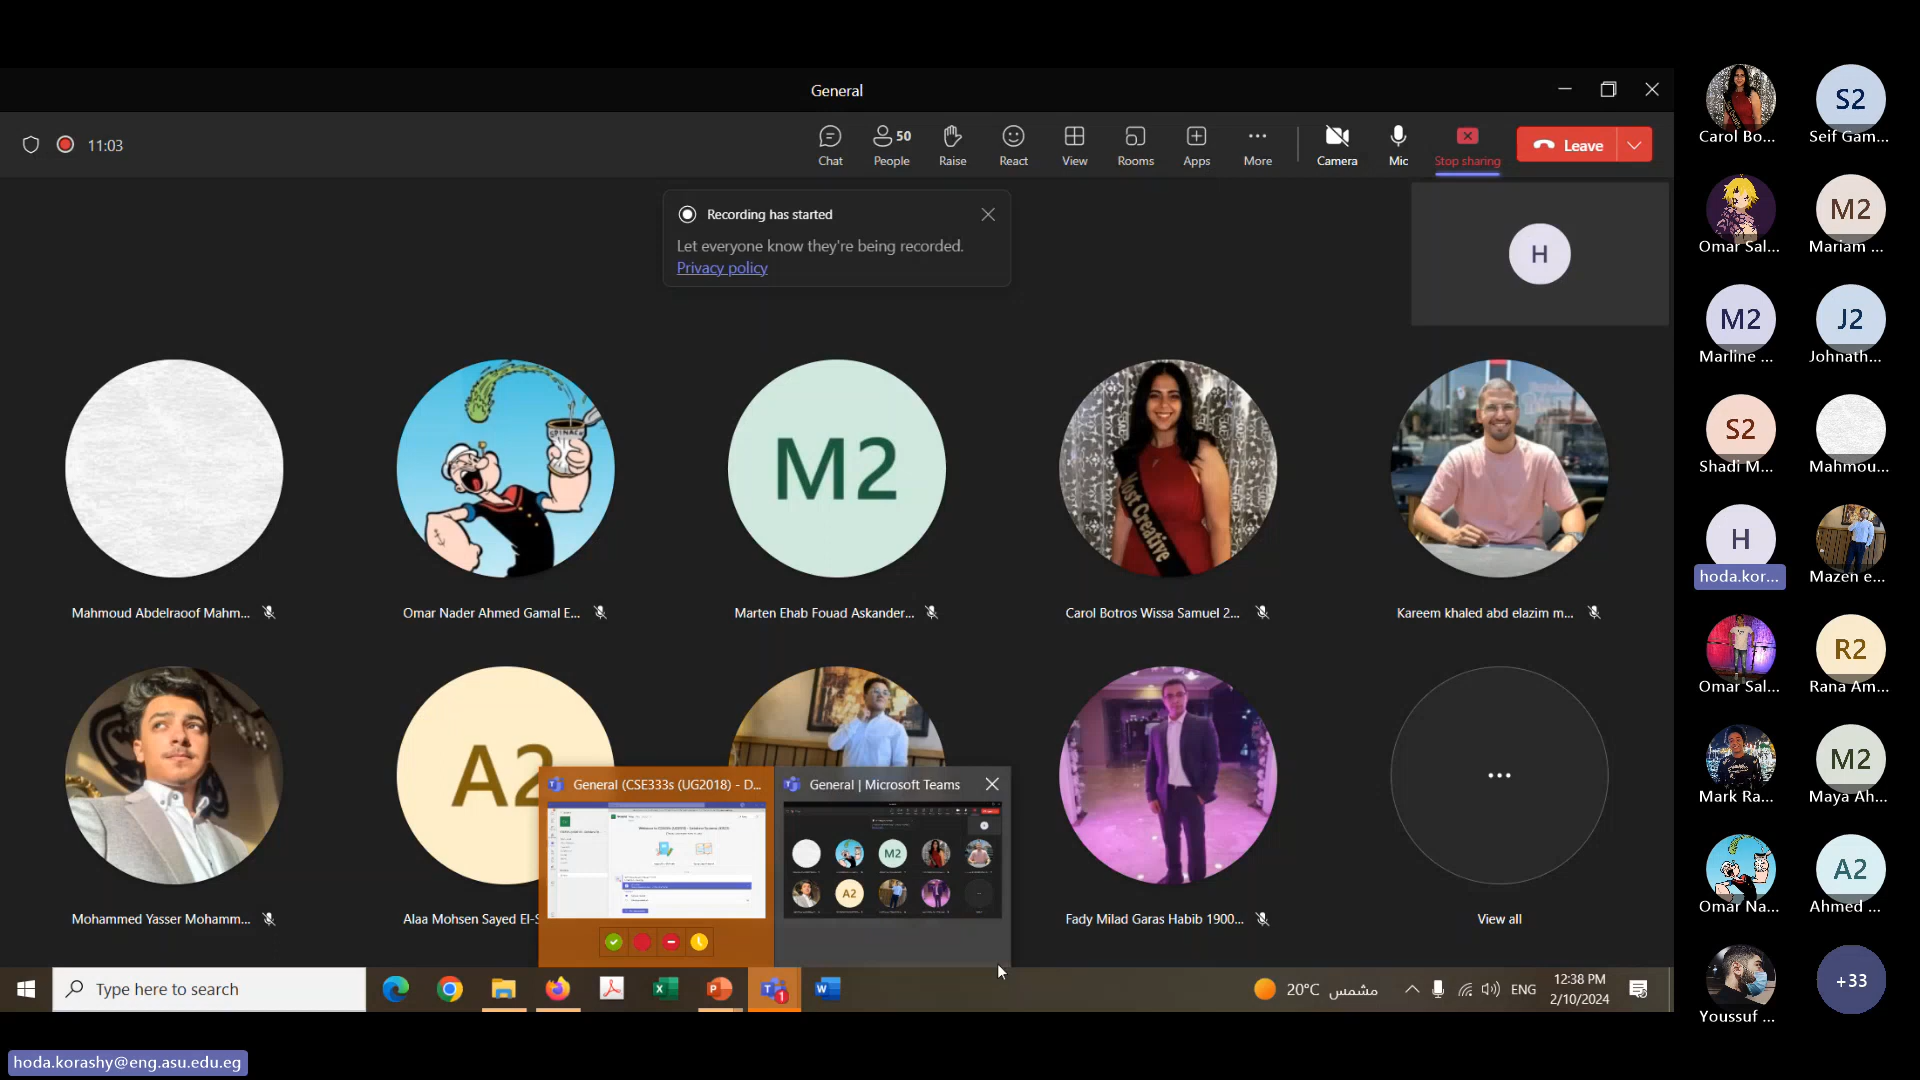 General
11:03
Chat
People
50
Raise
React
View
Rooms
Apps
More
Camera
Mic
Stop sharing
Leave
Recording has started
Let everyone know they're being recorded.
Privacy policy
H
M2
SPINACH
Most Creative
Mahmoud Abdelraoof Mahm...
Omar Nader Ahmed Gamal E...
Marten Ehab Fouad Askander...
Carol Botros Wissa Samuel 2...
Kareem khaled abd elazim m...
A2
General (CSE333s (UG2018) - D...
General | Microsoft Teams
M2
A2
Mohammed Yasser Mohamm...
Alaa Mohsen Sayed El-S
Fady Milad Garas Habib 1900...
View all
Type here to search
20°C مشمس
ENG
12:38 PM
2/10/2024
Carol Bo...
S2
Seif Gam...
Omar Sal...
M2
Mariam ...
M2
Marline ...
J2
Johnath...
S2
Shadi M...
Mahmou...
H
hoda.kor...
Mazen e...
Omar Sal...
R2
Rana Am...
Mark Ra...
M2
Maya Ah...
Omar Na...
A2
Ahmed ...
Youssuf ...
+33
hoda.korashy@eng.asu.edu.eg